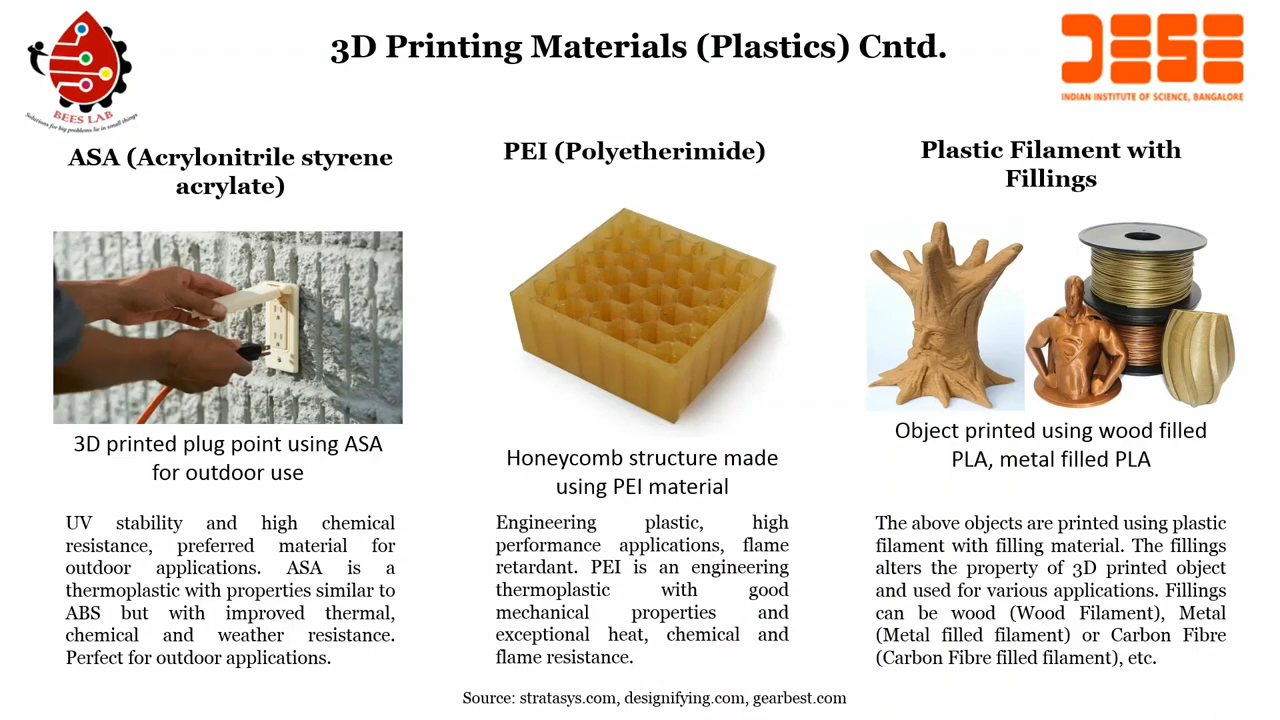 3D Printing Materials (Plastics) Cntd.
BEES LAB
Solutions for big problems lie in small things
DESE
INDIAN INSTITUTE OF SCIENCE, BANGALORE
ASA (Acrylonitrile styrene
acrylate)
3D printed plug point using ASA
for outdoor use
UV stability and high chemical
resistance, preferred material for
outdoor applications. ASA is a
thermoplastic with properties similar to
ABS but with improved thermal,
chemical and weather resistance.
Perfect for outdoor applications.
PEI (Polyetherimide)
Honeycomb structure made
using PEI material
Engineering plastic, high
performance applications, flame
retardant. PEI is an engineering
thermoplastic with good
mechanical properties and
exceptional heat, chemical and
flame resistance.
Plastic Filament with
Fillings
Object printed using wood filled
PLA, metal filled PLA
The above objects are printed using plastic
filament with filling material. The fillings
alters the property of 3D printed object
and used for various applications. Fillings
can be wood (Wood Filament), Metal
(Metal filled filament) or Carbon Fibre
(Carbon Fibre filled filament), etc.
Source: stratasys.com, designifying.com, gearbest.com